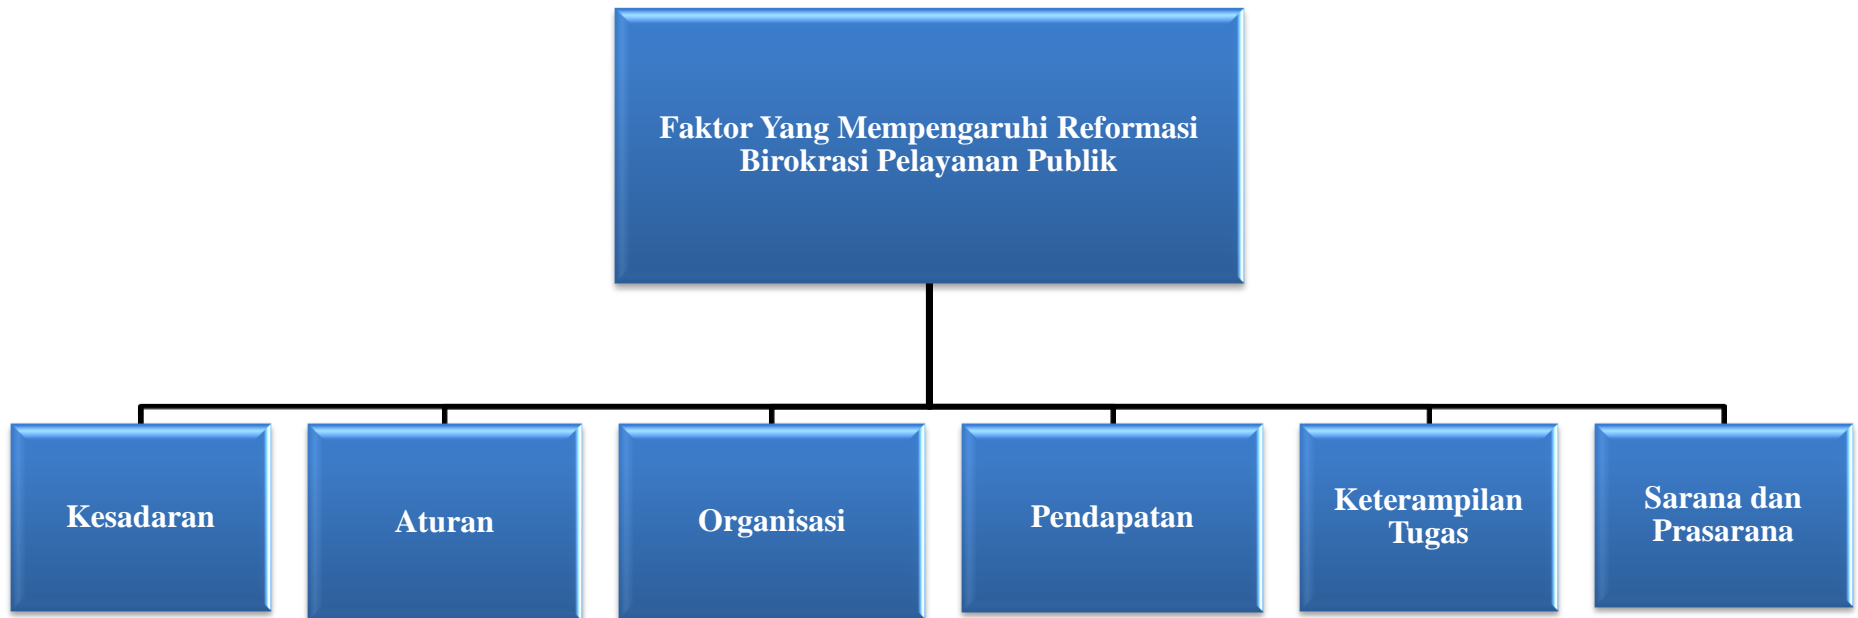 Faktor Yang Mempengaruhi Reformasi
Birokrasi Pelayanan Publik
Kesadaran
Aturan
Organisasi
Pendapatan
Keterampilan
Tugas
Sarana dan
Prasarana